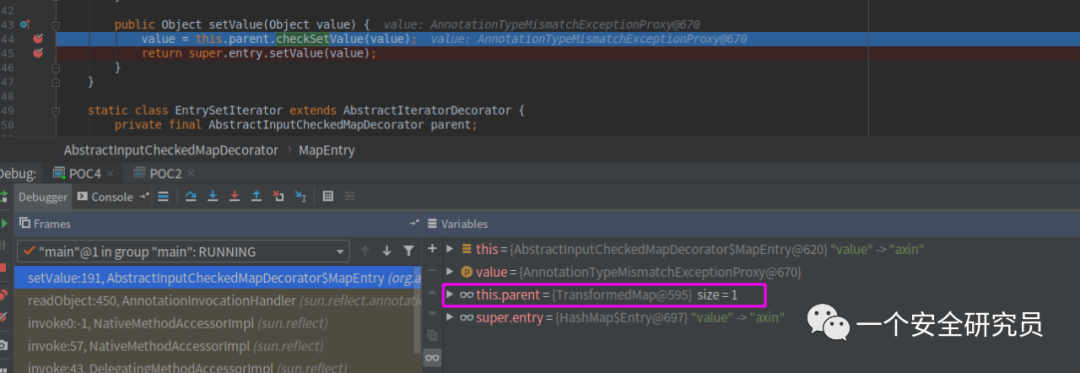 42
43 public Object setValue(Object value) { value: AnnotationTypeMismatchExceptionProxy@670
44 value = this.parent.checkSetValue(value); value: AnnotationTypeMismatchExceptionProxy@670
45 return super.entry.setValue(value);
46 }
47 }
48
49 static class EntrySetIterator extends AbstractIteratorDecorator {
50 private final AbstractInputCheckedMapDecorator parent;
AbstractInputCheckedMapDecorator › MapEntry
Debug: POC4 × POC2 ×
Debugger Console
Frames
Variables
✓ "main"@1 in group "main": RUNNING
setValue:191, AbstractInputCheckedMapDecorator$MapEntry (org.a
readObject:450, AnnotationInvocationHandler (sun.reflect.annotatio
invoke0:-1, NativeMethodAccessorImpl (sun.reflect)
invoke:57, NativeMethodAccessorImpl (sun.reflect)
invoke:43, DelegatingMethodAccessorImpl (sun.reflect)
this = {AbstractInputCheckedMapDecorator$MapEntry@620} "value" -> "axin"
value = {AnnotationTypeMismatchExceptionProxy@670}
this.parent = {TransformedMap@595} size = 1
super.entry = {HashMap$Entry@697} "value" -> "axin"
一个安全研究员